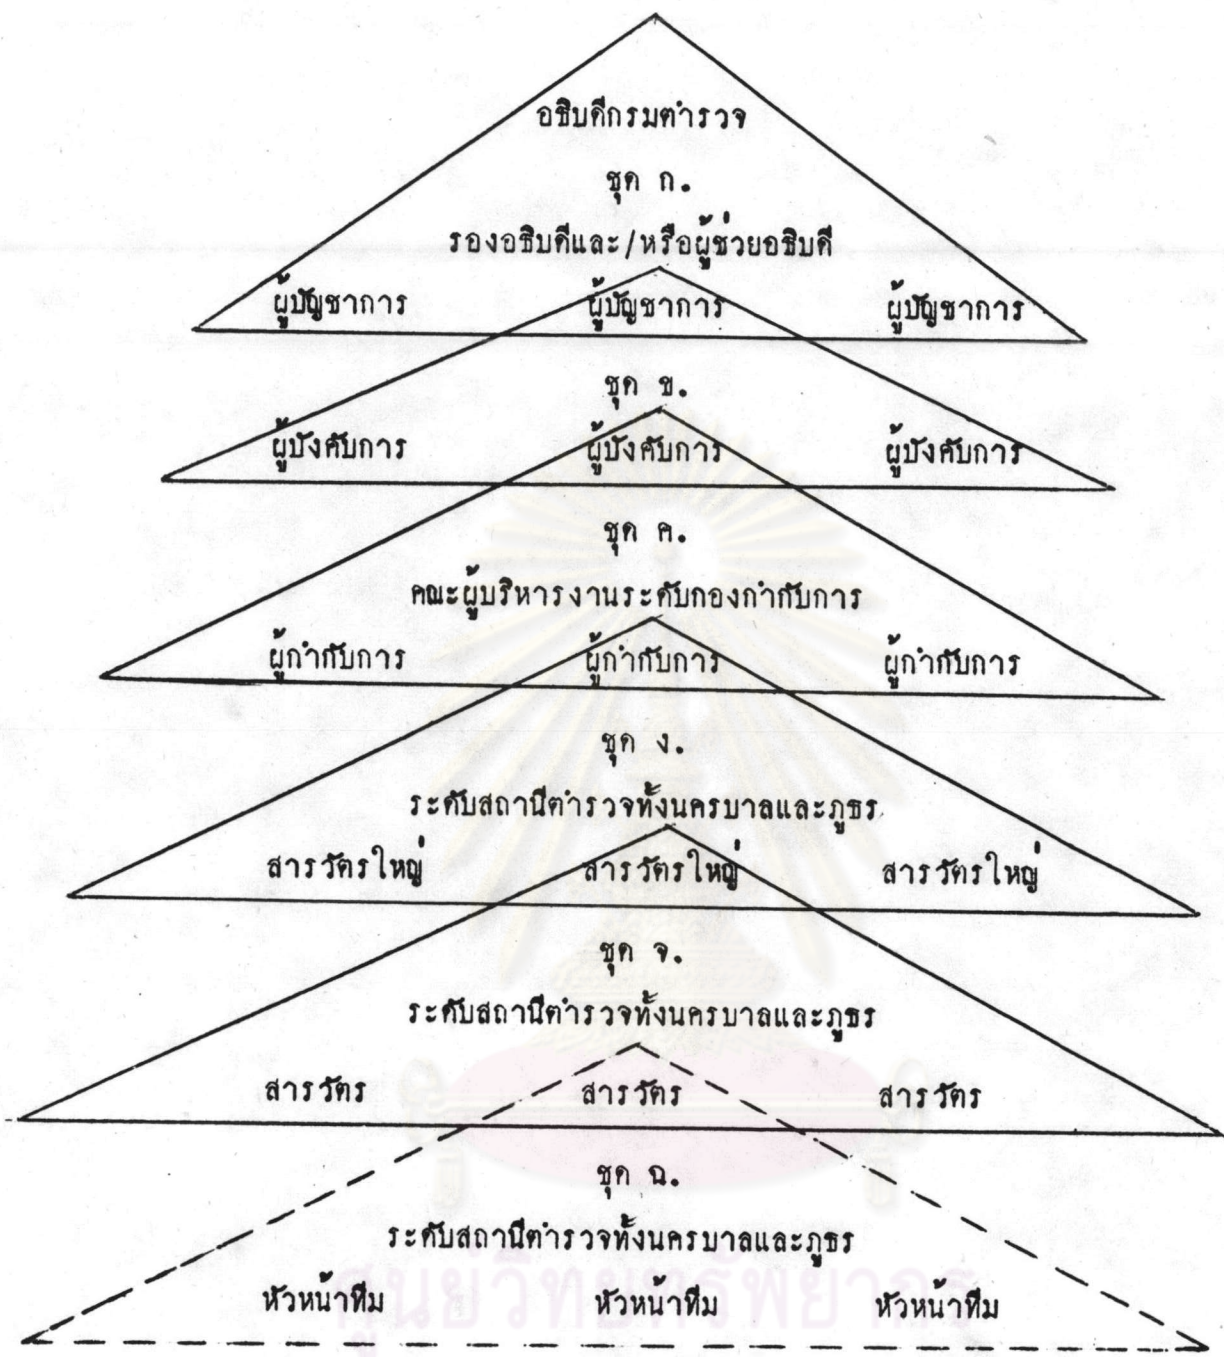 อธิบดีกรมตำรวจ
ชุด ก.
รองอธิบดีและ/หรือผู้ช่วยอธิบดี
ผู้บัญชาการ ผู้บัญชาการ ผู้บัญชาการ
ชุด ข.
ผู้บังคับการ ผู้บังคับการ ผู้บังคับการ
ชุด ค.
คณะผู้บริหารงานระดับกองกำกับการ
ผู้กำกับการ ผู้กำกับการ ผู้กำกับการ
ชุด ง.
ระดับสถานีตำรวจทั้งนครบาลและภูธร
สารวัตรใหญ่ สารวัตรใหญ่ สารวัตรใหญ่
ชุด จ.
ระดับสถานีตำรวจทั้งนครบาลและภูธร
สารวัตร สารวัตร สารวัตร
ชุด ฉ.
ระดับสถานีตำรวจทั้งนครบาลและภูธร
หัวหน้าทีม หัวหน้าทีม หัวหน้าทีม
ศูนย์วิทยทรัพยากร